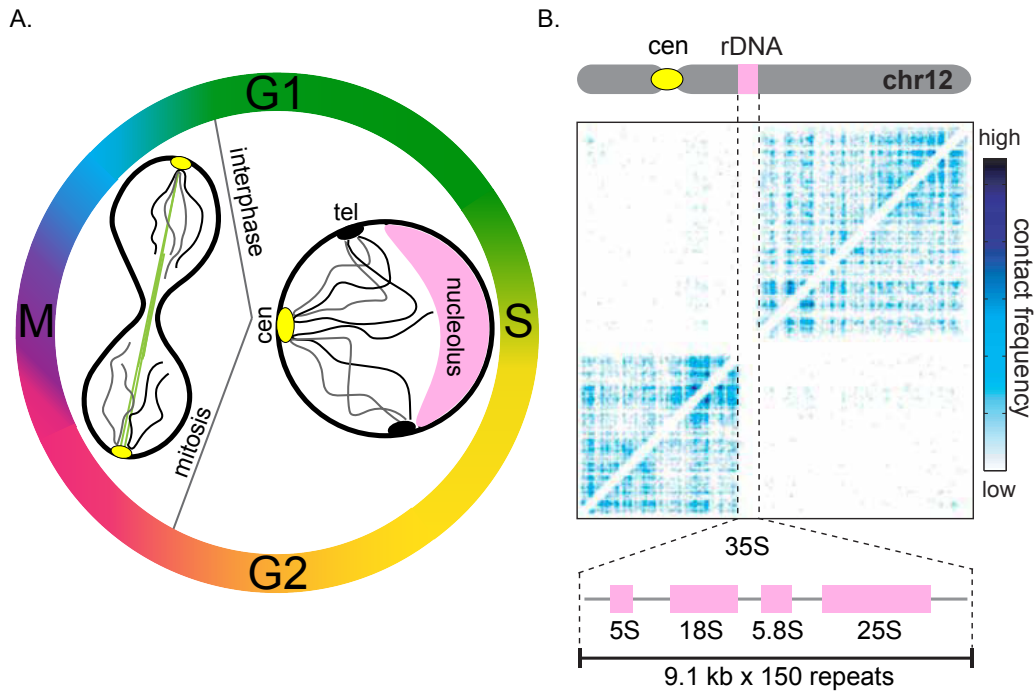 A.
G1
S
G2
M
interphase
mitosis
tel
cen
nucleolus
B.
cen
rDNA
chr12
high
contact frequency
low
35S
5S
18S
5.8S
25S
9.1 kb x 150 repeats